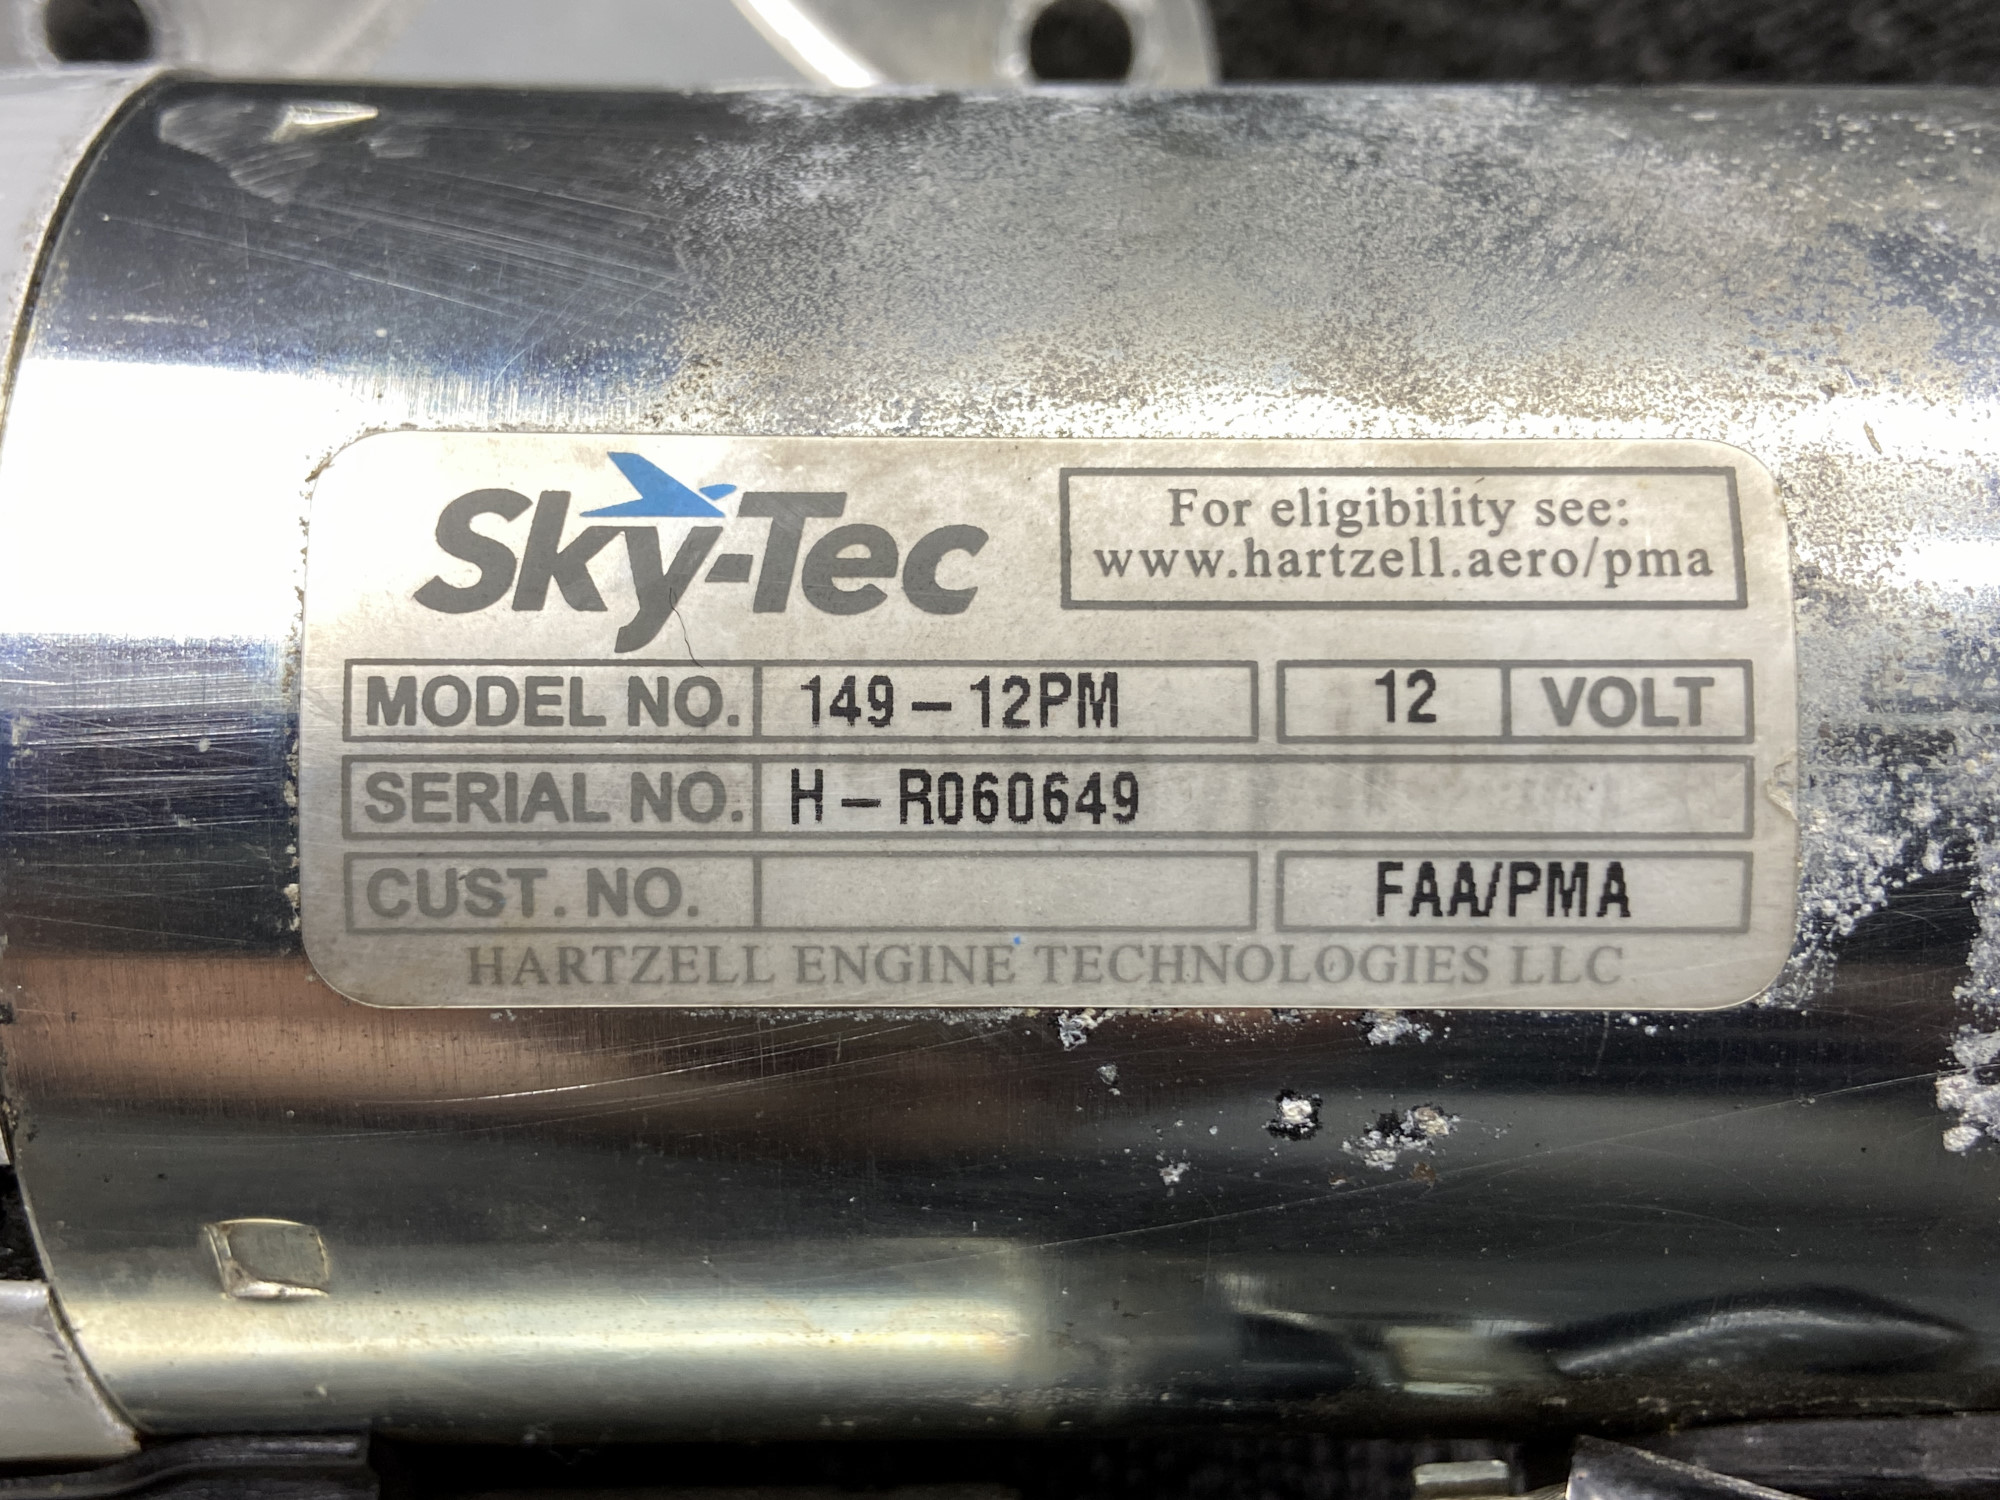 Sky-Tec
For eligibility see:
www.hartzell.aero/pma
MODEL NO. 149-12PM 12 VOLT
SERIAL NO. H-R060649
CUST. NO. FAA/PMA
HARTZELL ENGINE TECHNOLOGIES LLC